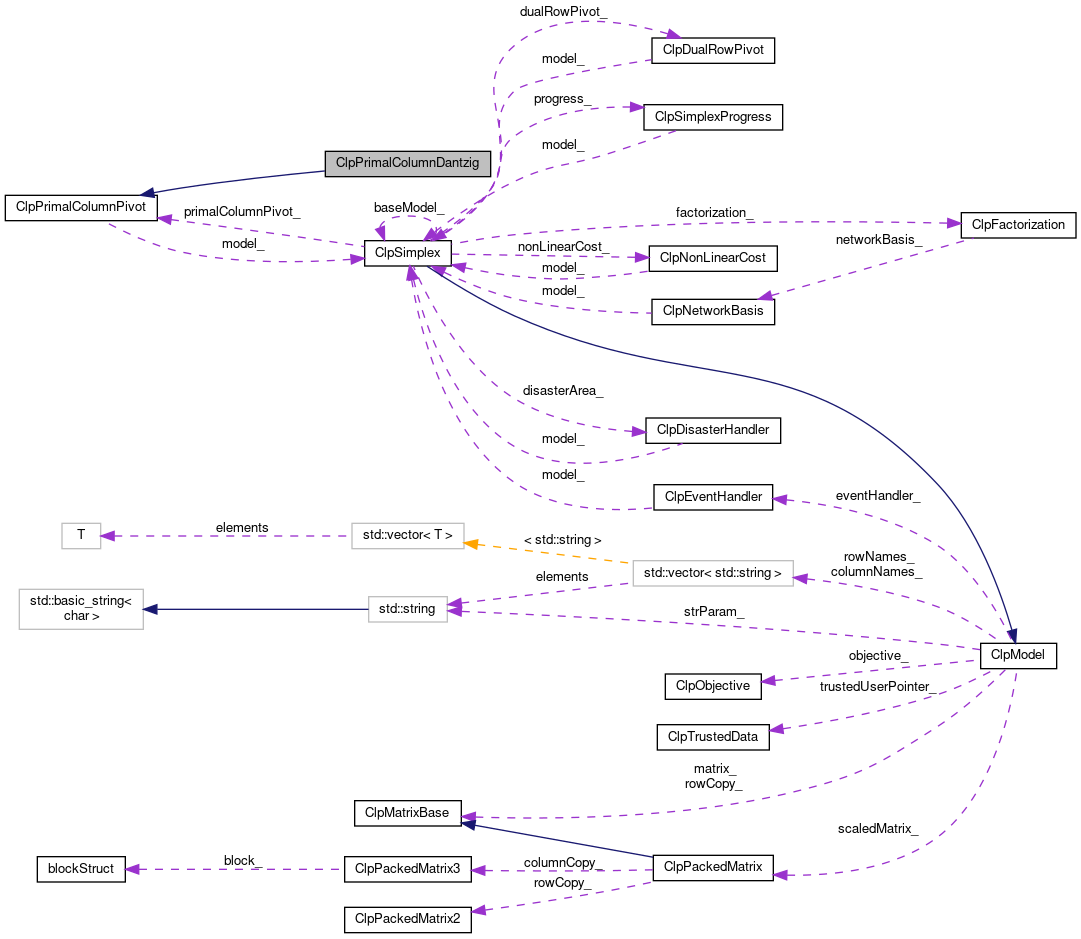 dualRowPivot_
ClpDualRowPivot
model_
progress_
ClpSimplexProgress
model_
ClpPrimalColumnDantzig
ClpPrimalColumnPivot
primalColumnPivot_
baseModel_
factorization_
ClpFactorization
model_
ClpSimplex
nonLinearCost_
ClpNonLinearCost
networkBasis_
model_
model_
ClpNetworkBasis
disasterArea_
ClpDisasterHandler
model_
model_
ClpEventHandler
eventHandler_
T
elements
std::vector< T >
< std::string >
std::vector< std::string >
rowNames_
columnNames_
elements
std::basic_string<
char >
std::string
strParam_
ClpModel
objective_
ClpObjective
trustedUserPointer_
ClpTrustedData
matrix_
rowCopy_
ClpMatrixBase
scaledMatrix_
blockStruct
block_
ClpPackedMatrix3
columnCopy_
ClpPackedMatrix
rowCopy_
ClpPackedMatrix2